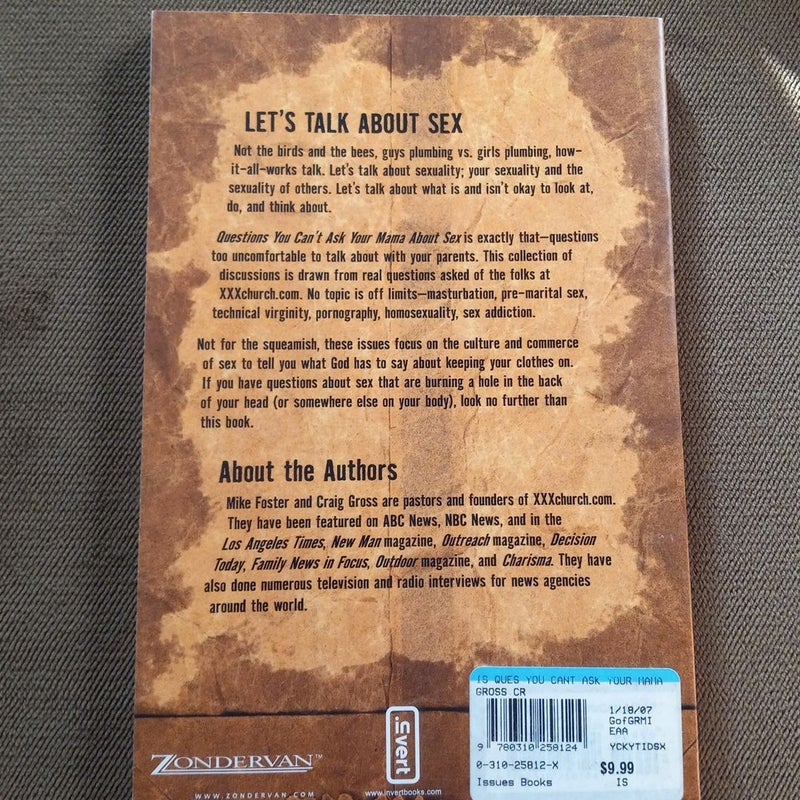 LET'S TALK ABOUT SEX
Not the birds and the bees, guys plumbing vs. girls plumbing, how-
it-all-works talk. Let's talk about sexuality; your sexuality and the
sexuality of others. Let's talk about what is and isn't okay to look at,
do, and think about.
Questions You Can't Ask Your Mama About Sex is exactly that—questions
too uncomfortable to talk about with your parents. This collection of
discussions is drawn from real questions asked of the folks at
XXXchurch.com. No topic is off limits—masturbation, pre-marital sex,
technical virginity, pornography, homosexuality, sex addiction.
Not for the squeamish, these issues focus on the culture and commerce
of sex to tell you what God has to say about keeping your clothes on.
If you have questions about sex that are burning a hole in the back
of your head (or somewhere else on your body), look no further than
this book.
About the Authors
Mike Foster and Craig Gross are pastors and founders of XXXchurch.com.
They have been featured on ABC News, NBC News, and in the
Los Angeles Times, New Man magazine, Outreach magazine, Decision
Today, Family News in Focus, Outdoor magazine, and Charisma. They have
also done numerous television and radio interviews for news agencies
around the world.
ZONDERVAN™
WWW.ZONDERVAN.COM
invert
www.invertbooks.com
IS QUES YOU CANT ASK YOUR MAMA
GROSS CR
1/18/07
GofGRMI
EAA
9 780310 258124
YCKYTIDSX
0-310-25812-X
$9.99
Issues Books
IS